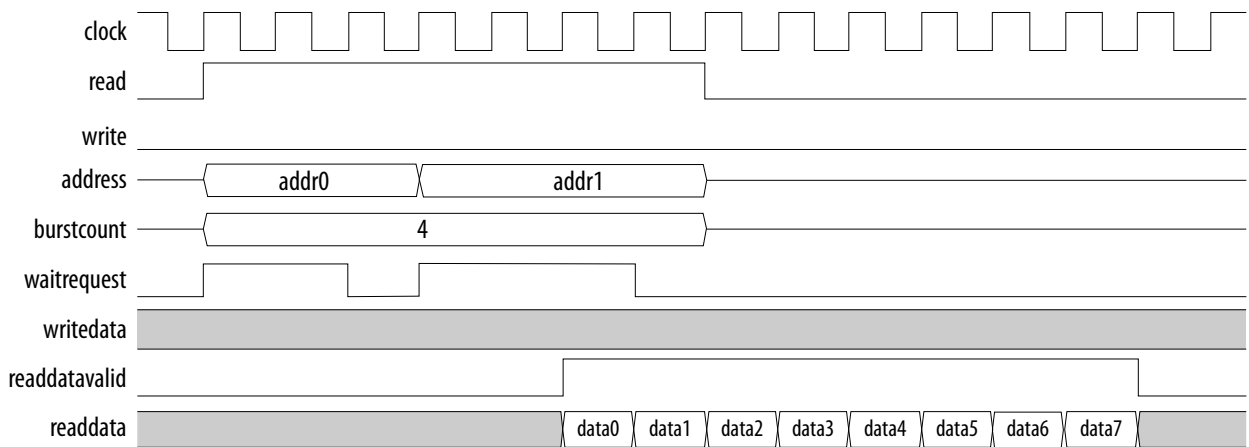 clock
read
write
address addr0 addr1
burstcount 4
waitrequest
writedata
readdatavalid
readdata data0 data1 data2 data3 data4 data5 data6 data7